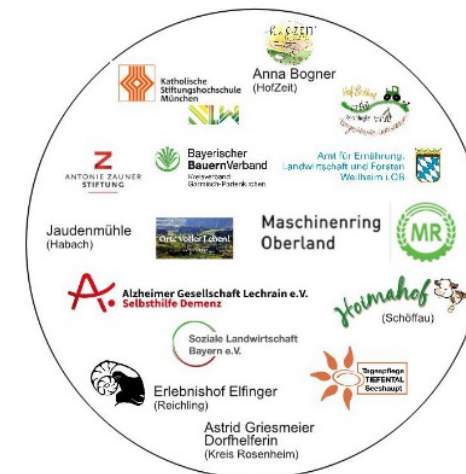 HOFZEIT
Anna Bogner
(HofZeit)
Katholische
Stiftungshochschule
München
Z
ANTONIE ZAUNER
STIFTUNG
Bayerischer
BauernVerband
Kreisverband
Garmisch-Partenkirchen
Amt für Ernährung,
Landwirtschaft und Forsten
Weilheim i.OB
Jaudenmühle
(Habach)
Orte voller Leben!
Maschinenring
Oberland
MR
A.
Alzheimer Gesellschaft Lechrain e.V.
Selbsthilfe Demenz
Hoimahof
(Schöffau)
Soziale Landwirtschaft
Bayern e.V.
Tagespflege
TIEFENTAL
Seeshaupt
Erlebnishof Elfinger
(Reichling)
Astrid Griesmeier
Dorfhelferin
(Kreis Rosenheim)